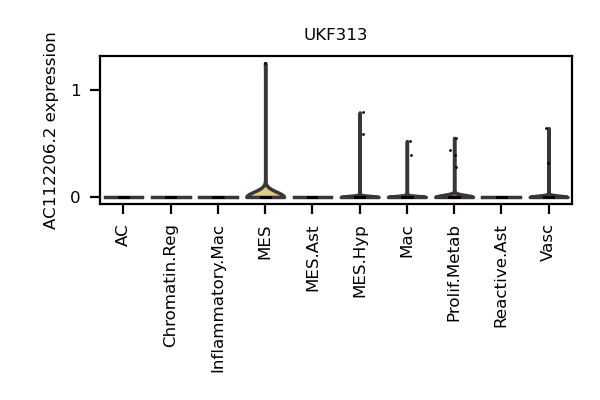 UKF313
AC112206.2 expression
1
0
AC
Chromatin.Reg
Inflammatory.Mac
MES
MES.Ast
MES.Hyp
Mac
Prolif.Metab
Reactive.Ast
Vasc